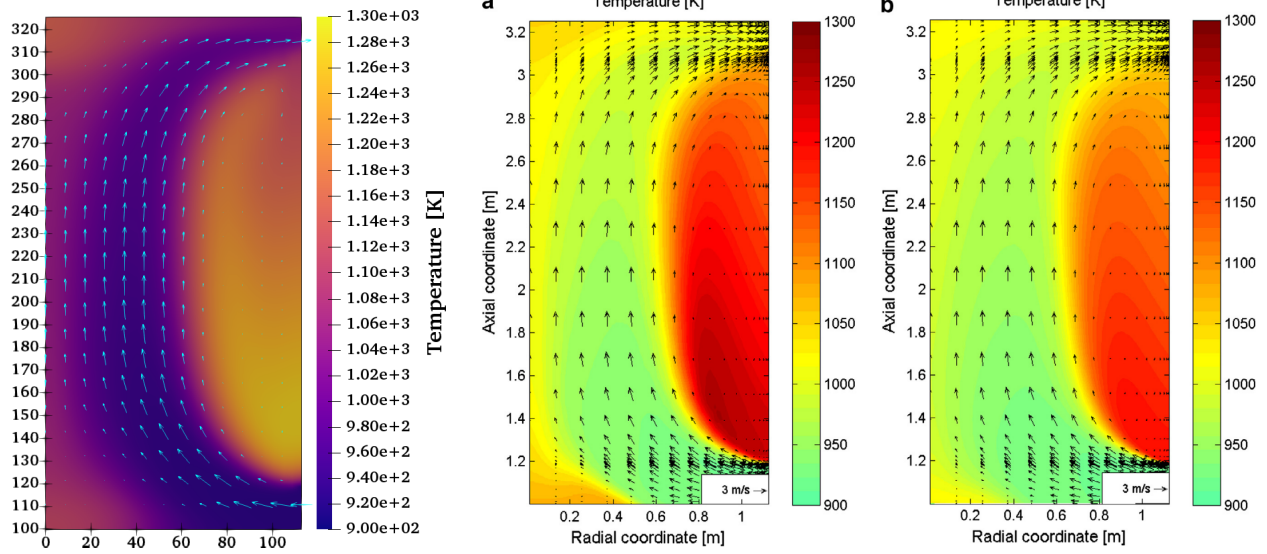 320
310
300
290
280
270
260
250
240
230
220
210
200
190
180
170
160
150
140
130
120
110
100
0 20 40 60 80 100
1.30e+03
1.28e+3
1.26e+3
1.24e+3
1.22e+3
1.20e+3
1.18e+3
1.16e+3
1.14e+3
1.12e+3
1.10e+3
1.08e+3
1.06e+3
1.04e+3
1.02e+3
1.00e+3
9.80e+2
9.60e+2
9.40e+2
9.20e+2
9.00e+02
Temperature [K]
a
Temperature [K]
3.2
3
2.8
2.6
2.4
2.2
2
1.8
1.6
1.4
1.2
Axial coordinate [m]
3 m/s
0.2 0.4 0.6 0.8 1
Radial coordinate [m]
1300
1200
1100
1050
1000
950
900
b
Temperature [K]
3.2
3
2.8
2.6
2.4
2.2
2
1.8
1.6
1.4
1.2
Axial coordinate [m]
3 m/s
0.2 0.4 0.6 0.8 1
Radial coordinate [m]
1300
1200
1100
1050
1000
950
900